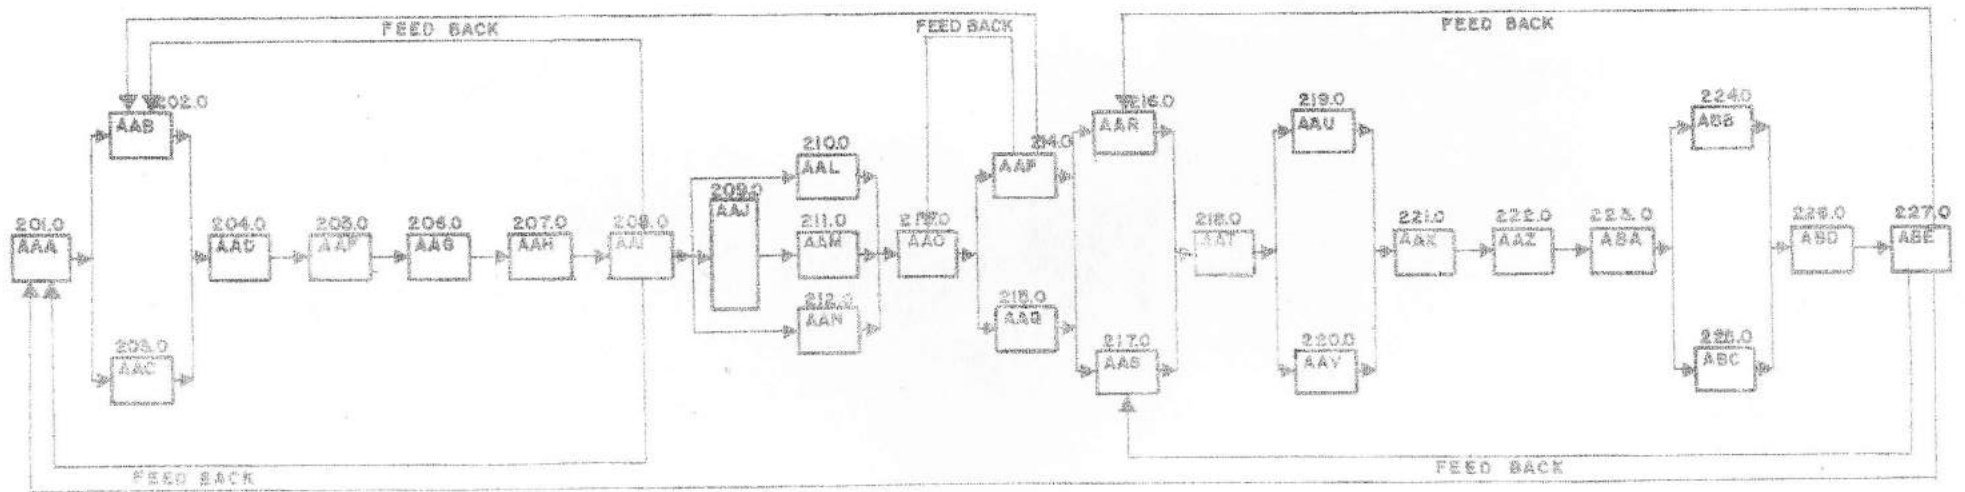 FEED BACK
FEED BACK
FEED BACK
202.0
AAB
216.0
AAR
219.0
AAU
224.0
ABB
210.0
AAL
214.0
AAP
201.0
AAA
204.0
AAD
206.0
AAG
207.0
AAH
208.0
209.0
AAJ
211.0
AAM
AAO
218.0
AAT
221.0
AAX
222.0
AAZ
223.0
ABA
226.0
ABD
227.0
ABE
212.0
AAN
215.0
AAQ
203.0
AAC
217.0
AAS
220.0
AAV
225.0
ABC
FEED BACK
FEED BACK